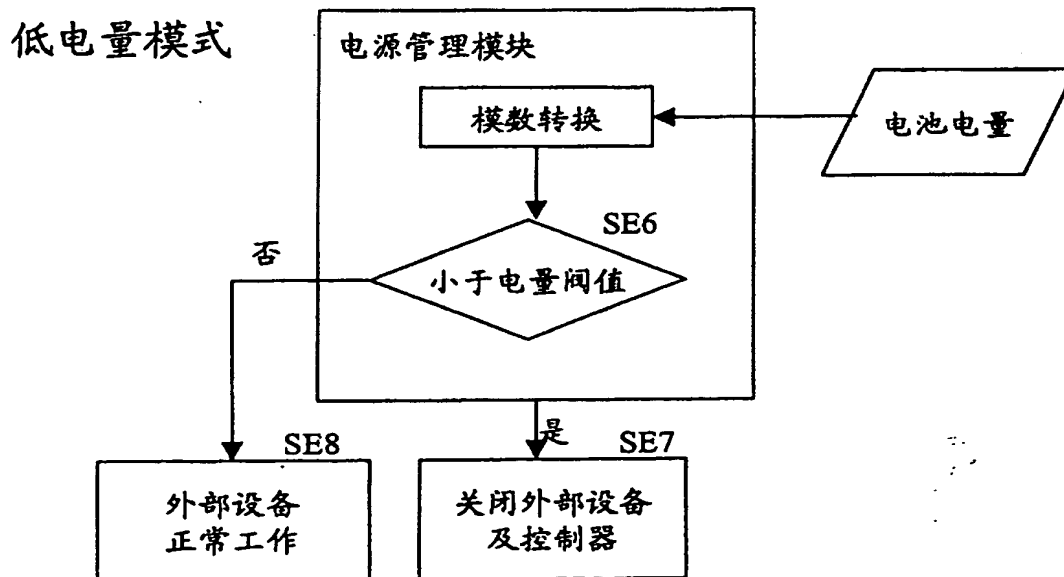 低电量模式
电源管理模块
模数转换
电池电量
SE6
小于电量阀值
否
是
SE8
外部设备
正常工作
SE7
关闭外部设备
及控制器